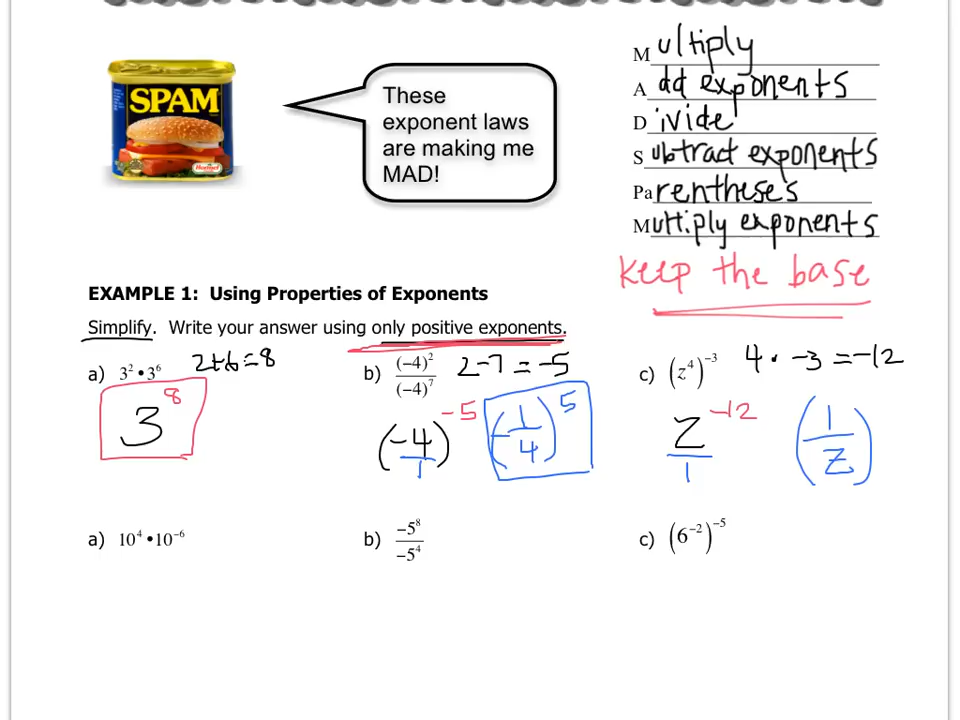 Multiply
Add exponents
Divide
Subtract exponents
Parentheses
Multiply exponents
keep the base
SPAM
Hormel
These
exponent laws
are making me
MAD!
EXAMPLE 1: Using Properties of Exponents
Simplify. Write your answer using only positive exponents.
a) 3² • 3⁶ 2+6=8
3⁸
b) (−4)² / (−4)⁷ 2−7=−5
(−4/1)⁻⁵ (−1/4)⁵
c) (z⁴)⁻³ 4 • −3 = −12
z⁻¹² / 1 (1/z)
a) 10⁴ • 10⁻⁶
b) −5⁸ / −5⁴
c) (6⁻²)⁻⁵